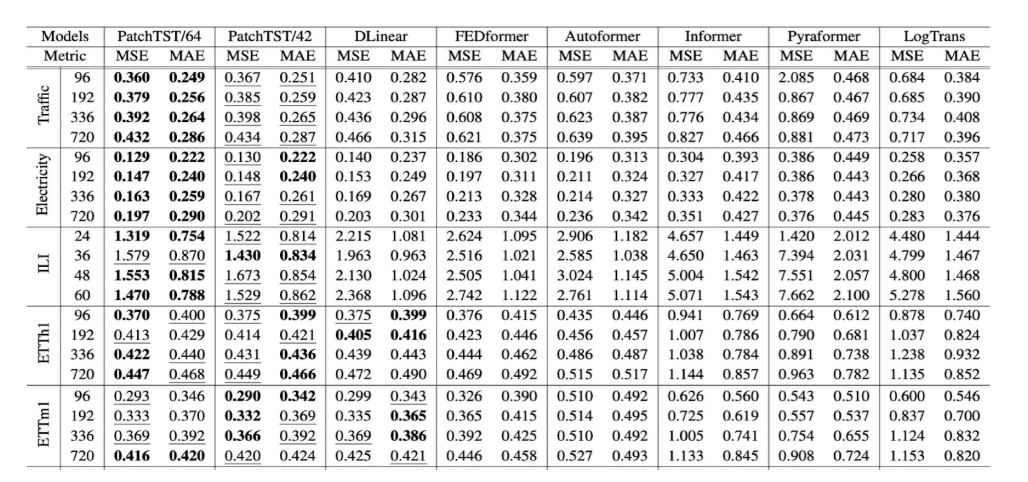 Models PatchTST/64 PatchTST/42 DLinear FEDformer Autoformer Informer Pyraformer LogTrans
Metric MSE MAE MSE MAE MSE MAE MSE MAE MSE MAE MSE MAE MSE MAE MSE MAE
Traffic
96 0.360 0.249 0.367 0.251 0.410 0.282 0.576 0.359 0.597 0.371 0.733 0.410 2.085 0.468 0.684 0.384
192 0.379 0.256 0.385 0.259 0.423 0.287 0.610 0.380 0.607 0.382 0.777 0.435 0.867 0.467 0.685 0.390
336 0.392 0.264 0.398 0.265 0.436 0.296 0.608 0.375 0.623 0.387 0.776 0.434 0.869 0.469 0.734 0.408
720 0.432 0.286 0.434 0.287 0.466 0.315 0.621 0.375 0.639 0.395 0.827 0.466 0.881 0.473 0.717 0.396
Electricity
96 0.129 0.222 0.130 0.222 0.140 0.237 0.186 0.302 0.196 0.313 0.304 0.393 0.386 0.449 0.258 0.357
192 0.147 0.240 0.148 0.240 0.153 0.249 0.197 0.311 0.211 0.324 0.327 0.417 0.386 0.443 0.266 0.368
336 0.163 0.259 0.167 0.261 0.169 0.267 0.213 0.328 0.214 0.327 0.333 0.422 0.378 0.443 0.280 0.380
720 0.197 0.290 0.202 0.291 0.203 0.301 0.233 0.344 0.236 0.342 0.351 0.427 0.376 0.445 0.283 0.376
ILI
24 1.319 0.754 1.522 0.814 2.215 1.081 2.624 1.095 2.906 1.182 4.657 1.449 1.420 2.012 4.480 1.444
36 1.579 0.870 1.430 0.834 1.963 0.963 2.516 1.021 2.585 1.038 4.650 1.463 7.394 2.031 4.799 1.467
48 1.553 0.815 1.673 0.854 2.130 1.024 2.505 1.041 3.024 1.145 5.004 1.542 7.551 2.057 4.800 1.468
60 1.470 0.788 1.529 0.862 2.368 1.096 2.742 1.122 2.761 1.114 5.071 1.543 7.662 2.100 5.278 1.560
ETTh1
96 0.370 0.400 0.375 0.399 0.375 0.399 0.376 0.415 0.435 0.446 0.941 0.769 0.664 0.612 0.878 0.740
192 0.413 0.429 0.414 0.421 0.405 0.416 0.423 0.446 0.456 0.457 1.007 0.786 0.790 0.681 1.037 0.824
336 0.422 0.440 0.431 0.436 0.439 0.443 0.444 0.462 0.486 0.487 1.038 0.784 0.891 0.738 1.238 0.932
720 0.447 0.468 0.449 0.466 0.472 0.490 0.469 0.492 0.515 0.517 1.144 0.857 0.963 0.782 1.135 0.852
ETTm1
96 0.293 0.346 0.290 0.342 0.299 0.343 0.326 0.390 0.510 0.492 0.626 0.560 0.543 0.510 0.600 0.546
192 0.333 0.370 0.332 0.369 0.335 0.365 0.365 0.415 0.514 0.495 0.725 0.619 0.557 0.537 0.837 0.700
336 0.369 0.392 0.366 0.392 0.369 0.386 0.392 0.425 0.510 0.492 1.005 0.741 0.754 0.655 1.124 0.832
720 0.416 0.420 0.420 0.424 0.425 0.421 0.446 0.458 0.527 0.493 1.133 0.845 0.908 0.724 1.153 0.820